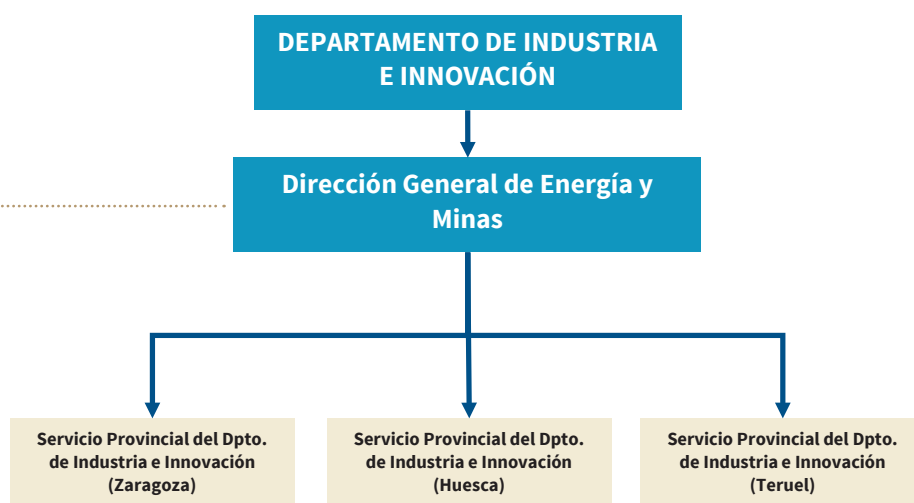 DEPARTAMENTO DE INDUSTRIA
E INNOVACIÓN
Dirección General de Energía y
Minas
Servicio Provincial del Dpto.
de Industria e Innovación
(Zaragoza)
Servicio Provincial del Dpto.
de Industria e Innovación
(Huesca)
Servicio Provincial del Dpto.
de Industria e Innovación
(Teruel)